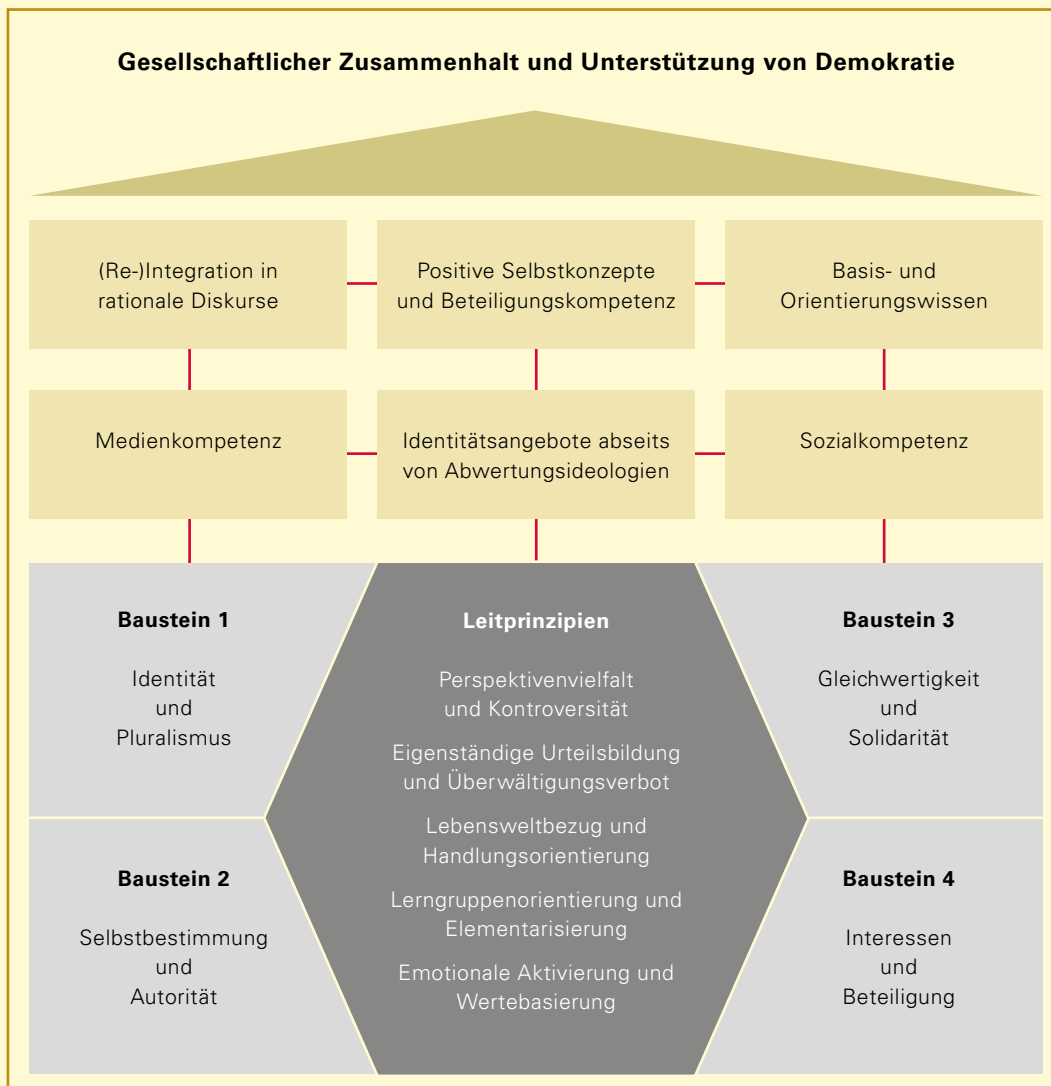 Gesellschaftlicher Zusammenhalt und Unterstützung von Demokratie
(Re-)Integration in
rationale Diskurse
Positive Selbstkonzepte
und Beteiligungskompetenz
Basis- und
Orientierungswissen
Medienkompetenz
Identitätsangebote abseits
von Abwertungsideologien
Sozialkompetenz
Baustein 1
Identität
und
Pluralismus
Baustein 2
Selbstbestimmung
und
Autorität
Leitprinzipien
Perspektivenvielfalt
und Kontroversität
Eigenständige Urteilsbildung
und Überwältigungsverbot
Lebensweltbezug und
Handlungsorientierung
Lerngruppenorientierung und
Elementarisierung
Emotionale Aktivierung und
Wertebasierung
Baustein 3
Gleichwertigkeit
und
Solidarität
Baustein 4
Interessen
und
Beteiligung